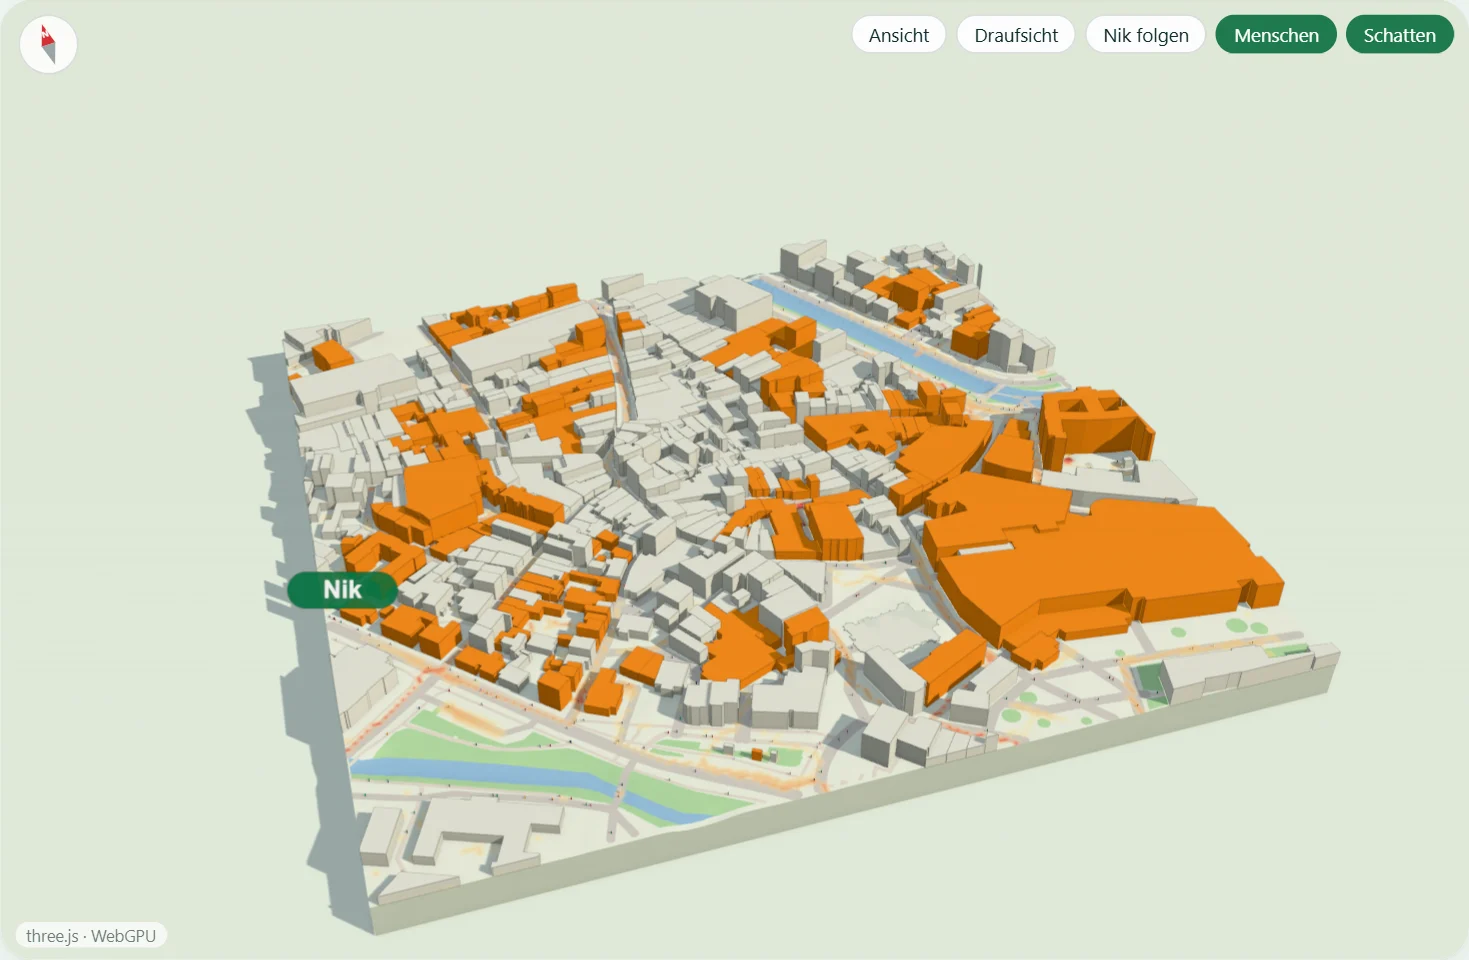 N
Ansicht
Draufsicht
Nik folgen
Menschen
Schatten
Nik
three.js · WebGPU